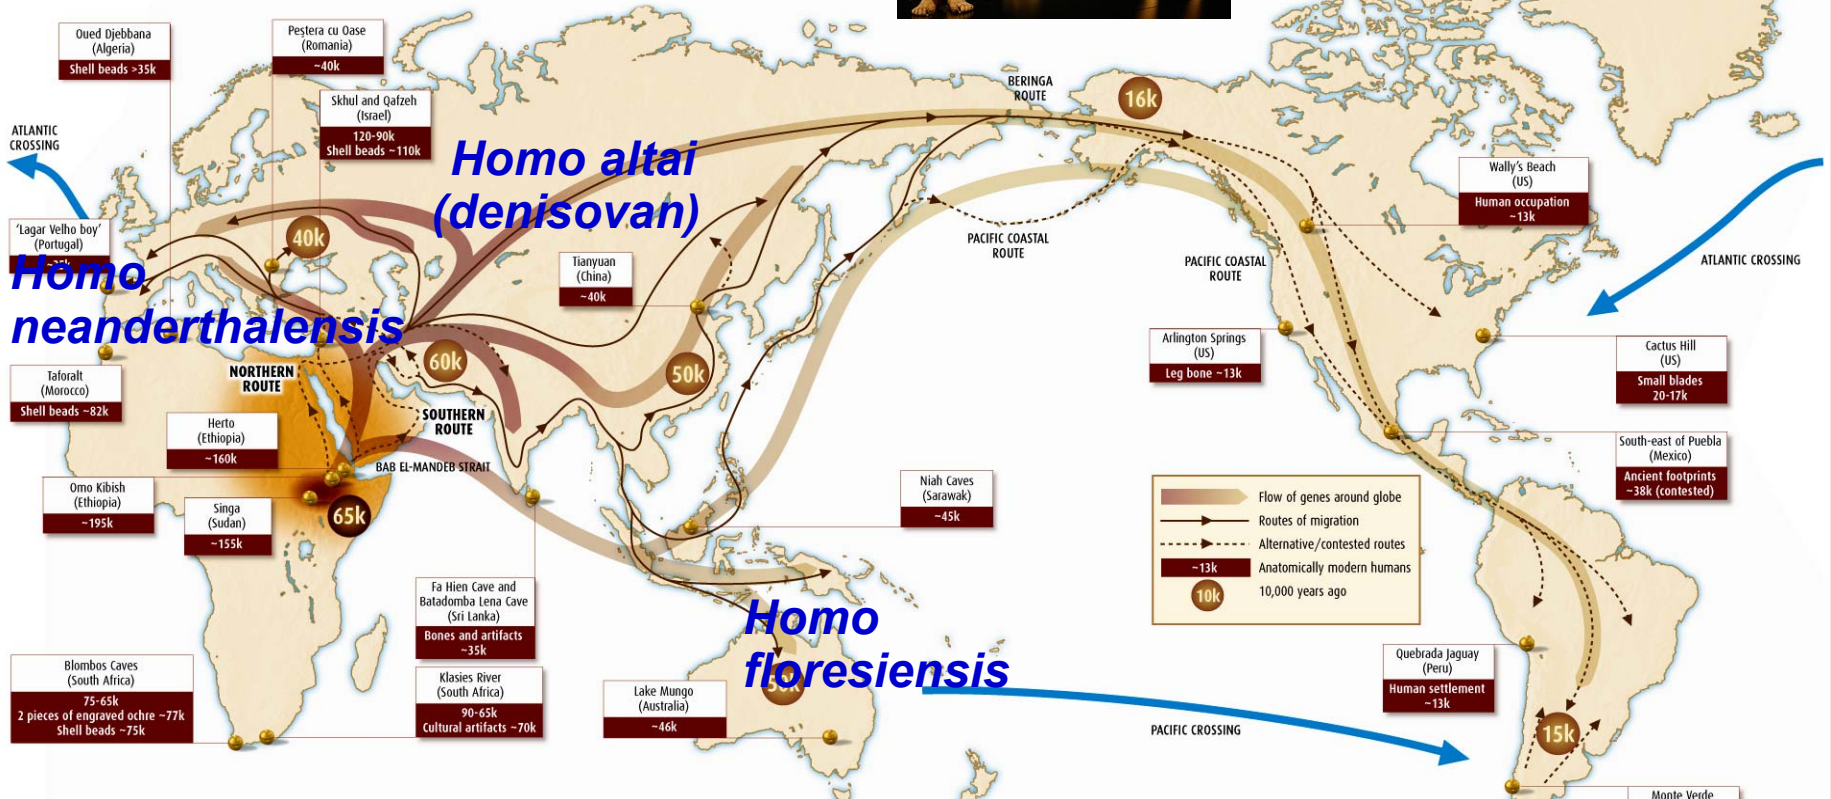 Oued Djebbana
(Algeria)
Shell beads >35k
Peştera cu Oase
(Romania)
~40k
Skhul and Qafzeh
(Israel)
120-90k
Shell beads ~110k
ATLANTIC
CROSSING
Homo altai
(denisovan)
BERINGA
ROUTE
16k
Wally's Beach
(US)
Human occupation
~13k
'Lagar Velho boy'
(Portugal)
Homo
neanderthalensis
40k
Tianyuan
(China)
~40k
PACIFIC COASTAL
ROUTE
PACIFIC COASTAL
ROUTE
ATLANTIC CROSSING
Taforalt
(Morocco)
Shell beads ~82k
NORTHERN
ROUTE
60k
50k
Arlington Springs
(US)
Leg bone ~13k
Cactus Hill
(US)
Small blades
20-17k
Herto
(Ethiopia)
~160k
SOUTHERN
ROUTE
BAB EL-MANDEB STRAIT
South-east of Puebla
(Mexico)
Ancient footprints
~38k (contested)
Omo Kibish
(Ethiopia)
~195k
Singa
(Sudan)
~155k
65k
Niah Caves
(Sarawak)
~45k
Flow of genes around globe
Routes of migration
Alternative/contested routes
~13k Anatomically modern humans
10k 10,000 years ago
Fa Hien Cave and
Batadomba Lena Cave
(Sri Lanka)
Bones and artifacts
~35k
Homo
floresiensis
50k
Blombos Caves
(South Africa)
75-65k
2 pieces of engraved ochre ~77k
Shell beads ~75k
Klasies River
(South Africa)
90-65k
Cultural artifacts ~70k
Lake Mungo
(Australia)
~46k
PACIFIC CROSSING
Quebrada Jaguay
(Peru)
Human settlement
~13k
15k
Monte Verde